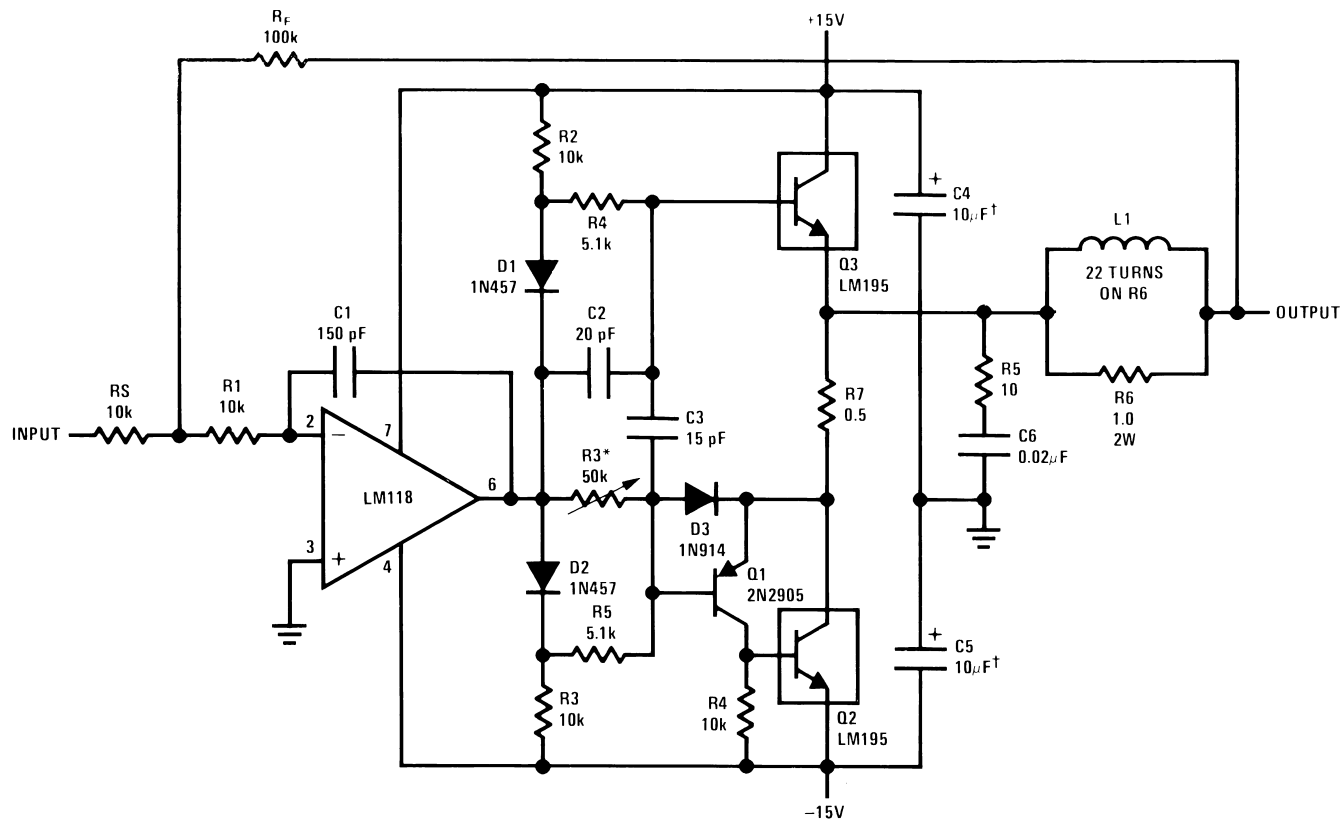 RF
100k
+15V
R2
10k
R4
5.1k
D1
1N457
C1
150 pF
C2
20 pF
Q3
LM195
+
C4
10μF†
L1
22 TURNS
ON R6
OUTPUT
R6
1.0
2W
R5
10
C6
0.02μF
R7
0.5
C3
15 pF
RS
10k
R1
10k
INPUT
2
−
7
6
LM118
3
+
4
R3*
50k
D3
1N914
D2
1N457
Q1
2N2905
R5
5.1k
R3
10k
R4
10k
Q2
LM195
+
C5
10μF†
−15V